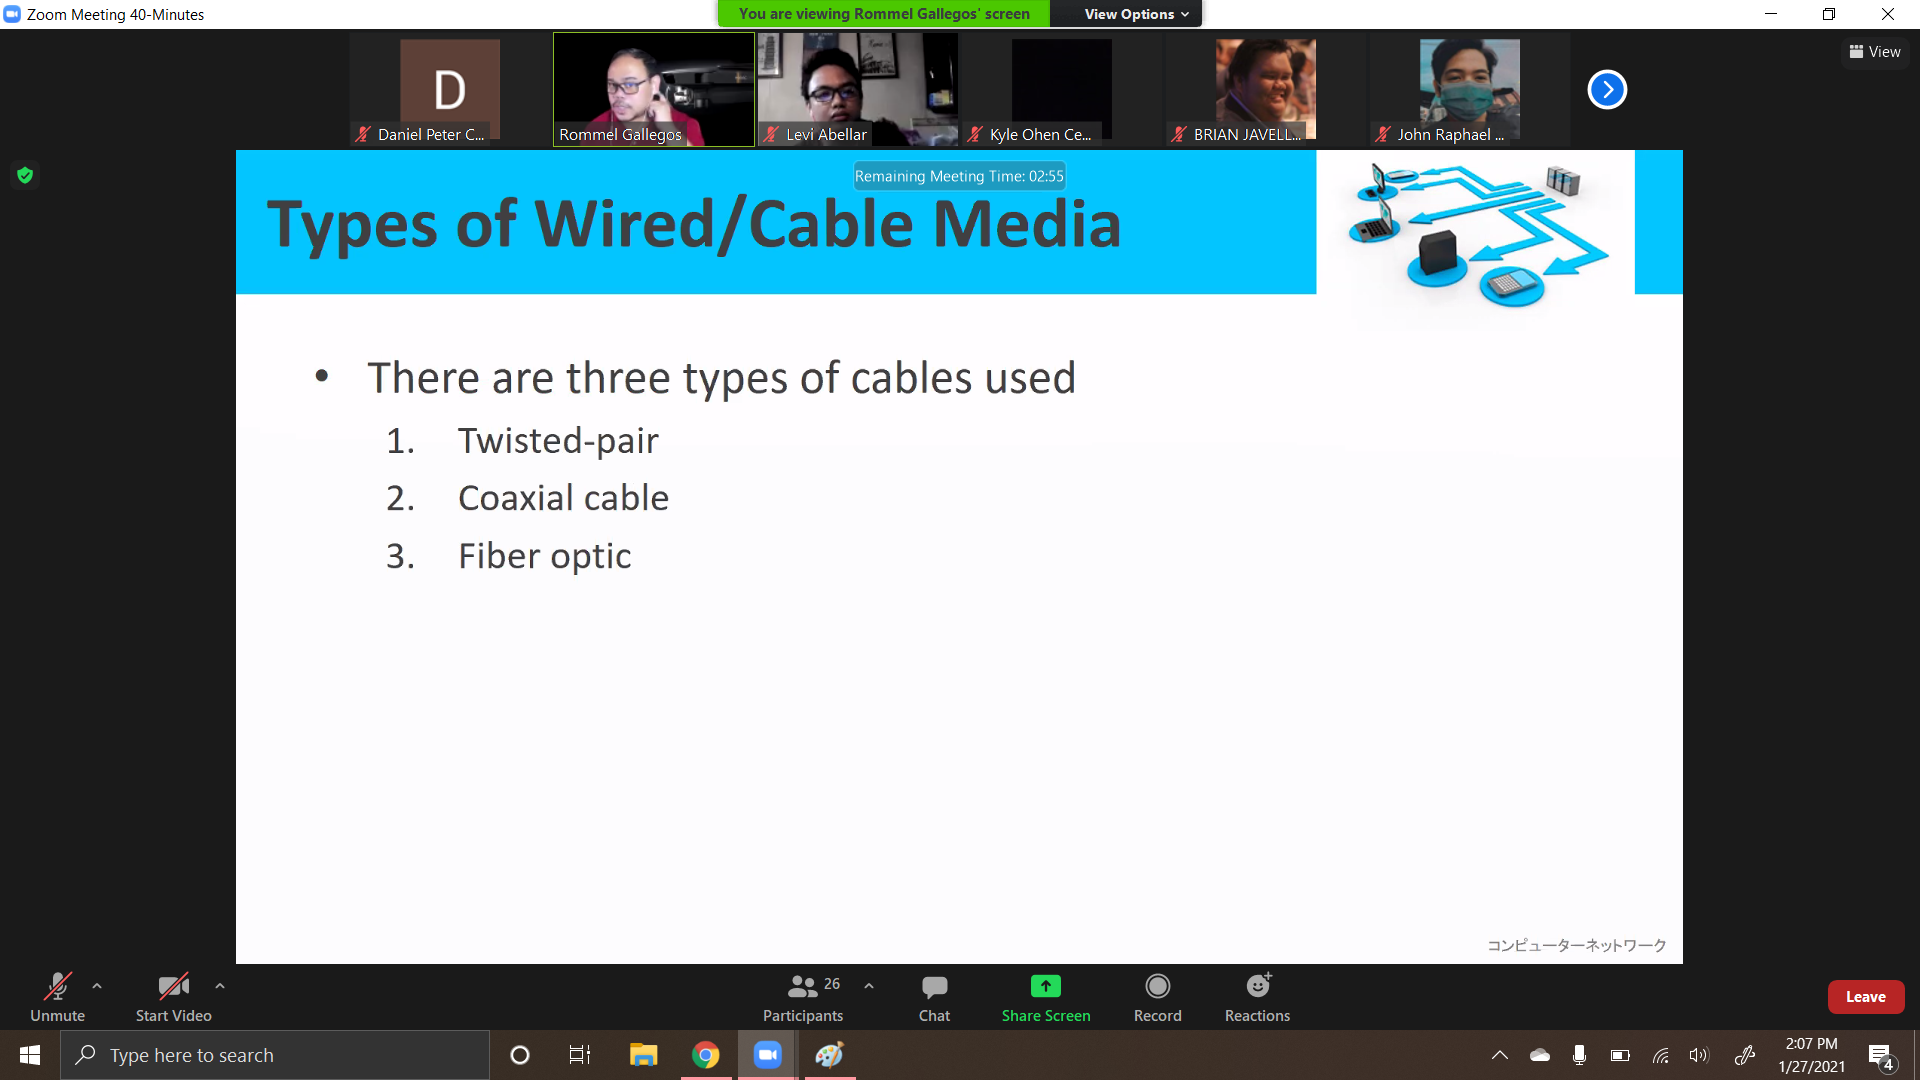 Zoom Meeting 40-Minutes
You are viewing Rommel Gallegos' screen
View Options
View
D
Daniel Peter C...
Rommel Gallegos
Levi Abellar
Kyle Ohen Ce...
BRIAN JAVELL...
John Raphael ...
Remaining Meeting Time: 02:55
Types of Wired/Cable Media
• There are three types of cables used
1. Twisted-pair
2. Coaxial cable
3. Fiber optic
コンピューターネットワーク
Unmute
Start Video
26
Participants
Chat
Share Screen
Record
Reactions
Leave
Type here to search
2:07 PM
1/27/2021
4